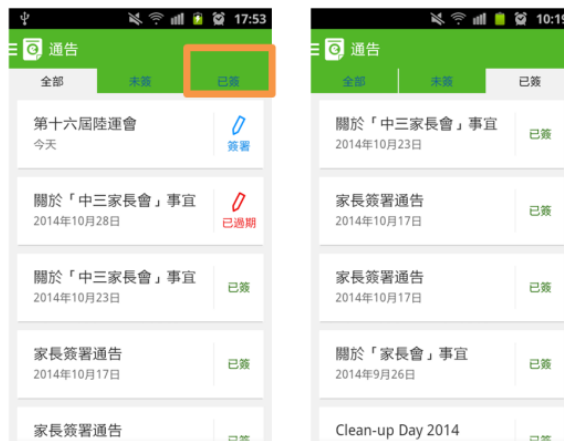 17:53
通告
全部 未簽 已簽
第十六屆陸運會
今天
簽署
關於「中三家長會」事宜
2014年10月28日
已過期
關於「中三家長會」事宜
2014年10月23日
已簽
家長簽署通告
2014年10月17日
已簽
家長簽署通告
已簽
10:19
通告
全部 未簽 已簽
關於「中三家長會」事宜
2014年10月23日
已簽
家長簽署通告
2014年10月17日
已簽
家長簽署通告
2014年10月17日
已簽
關於「家長會」事宜
2014年9月26日
已簽
Clean-up Day 2014
已簽